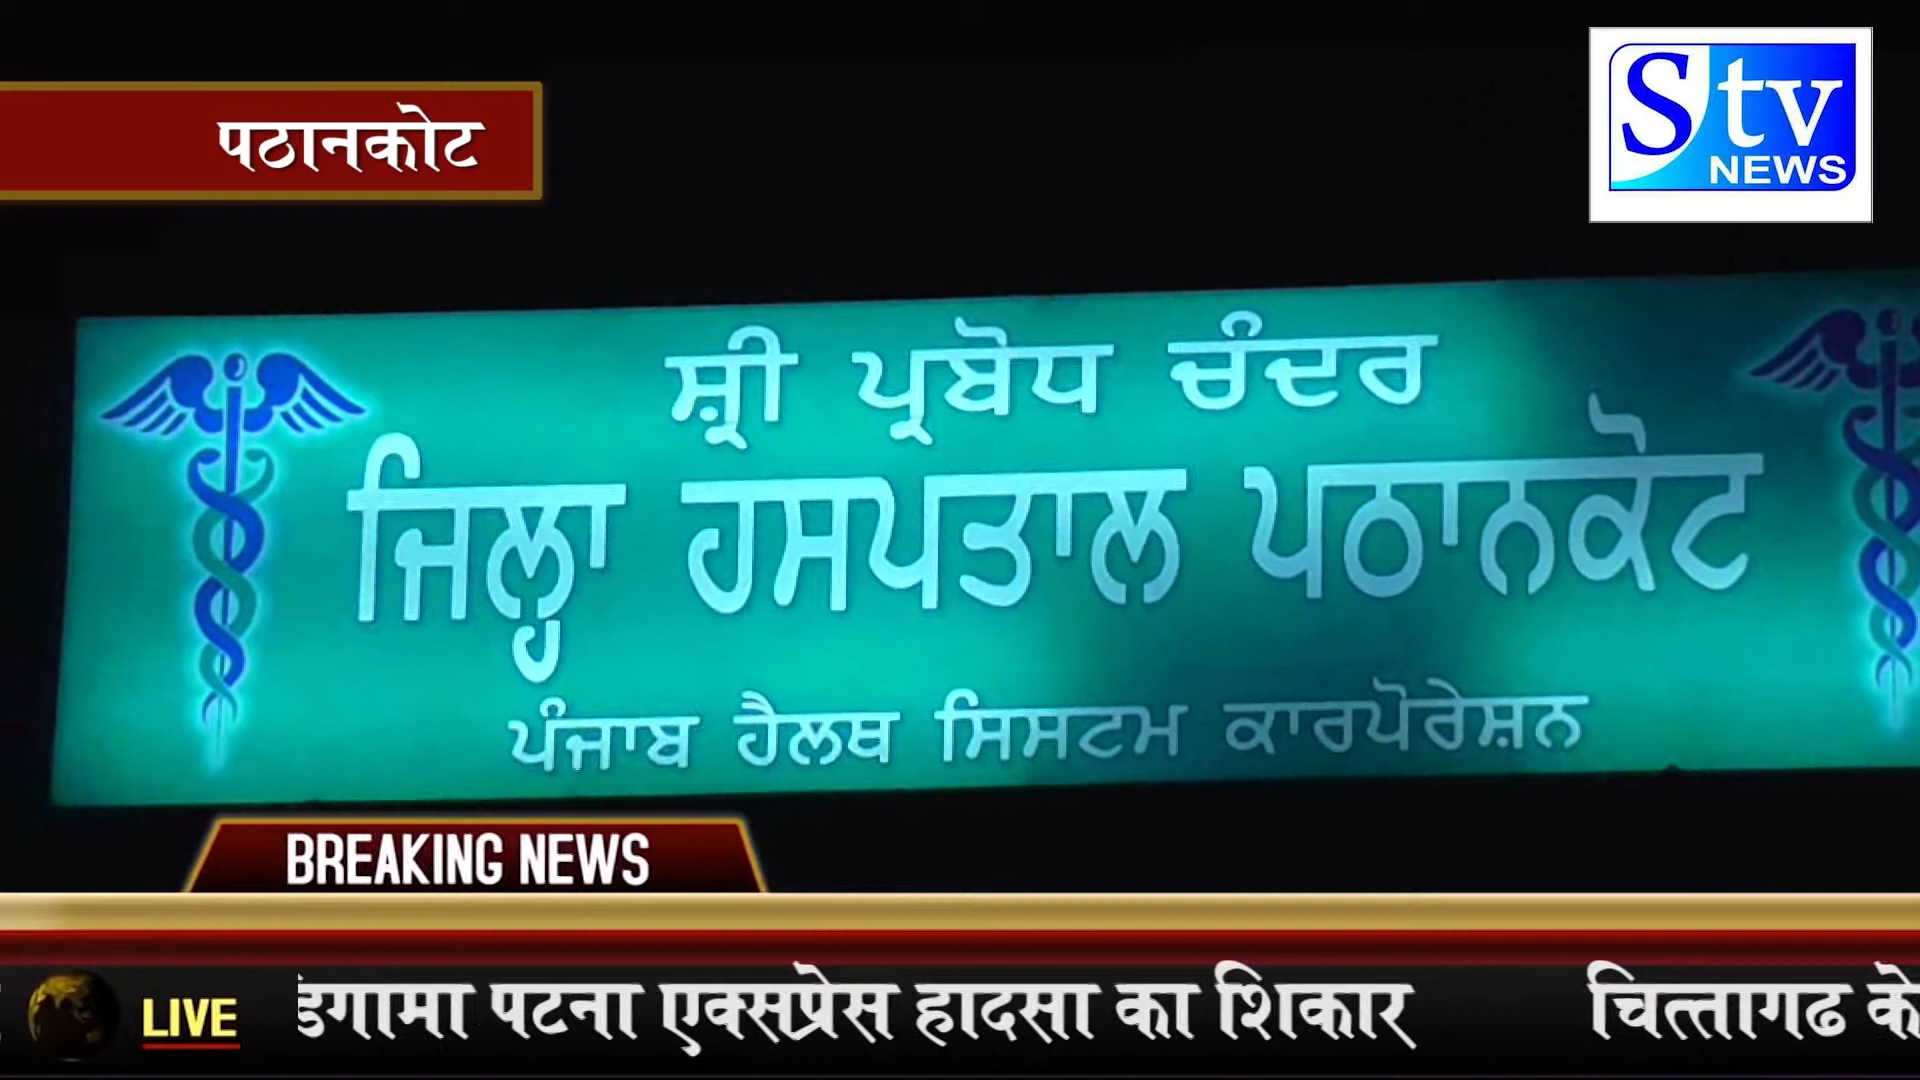 पठानकोट
Stv
NEWS
ਸ਼੍ਰੀ ਪ੍ਰਬੋਧ ਚੰਦਰ
ਜਿਲ੍ਹਾ ਹਸਪਤਾਲ ਪਠਾਨਕੋਟ
ਪੰਜਾਬ ਹੈਲਥ ਸਿਸਟਮ ਕਾਰਪੋਰੇਸ਼ਨ
BREAKING NEWS
LIVE
पटना एक्सप्रेस हादसा का शिकार चित्तागढ के